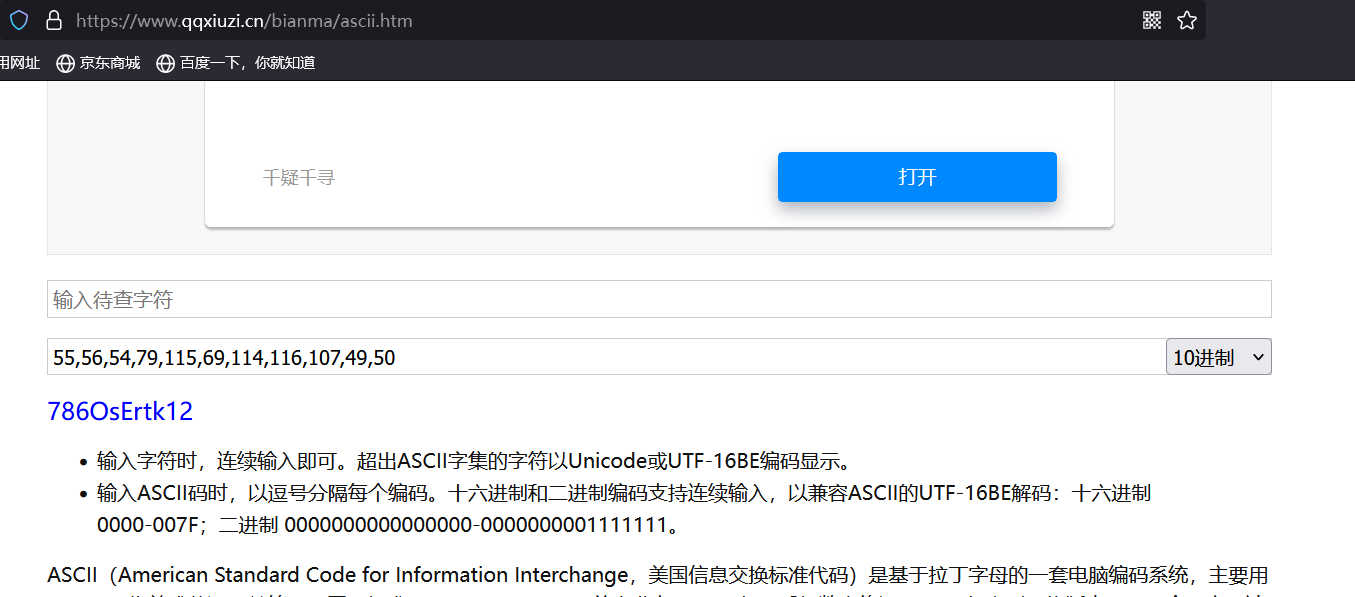 https://www.qqxiuzi.cn/bianma/ascii.htm
用网址 京东商城 百度一下，你就知道
千疑千寻 打开
输入待查字符
55,56,54,79,115,69,114,116,107,49,50 10进制
786OsErtk12
• 输入字符时，连续输入即可。超出ASCII字集的字符以Unicode或UTF-16BE编码显示。
• 输入ASCII码时，以逗号分隔每个编码。十六进制和二进制编码支持连续输入，以兼容ASCII的UTF-16BE解码：十六进制
0000-007F；二进制 0000000000000000-0000000001111111。
ASCII（American Standard Code for Information Interchange，美国信息交换标准代码）是基于拉丁字母的一套电脑编码系统，主要用